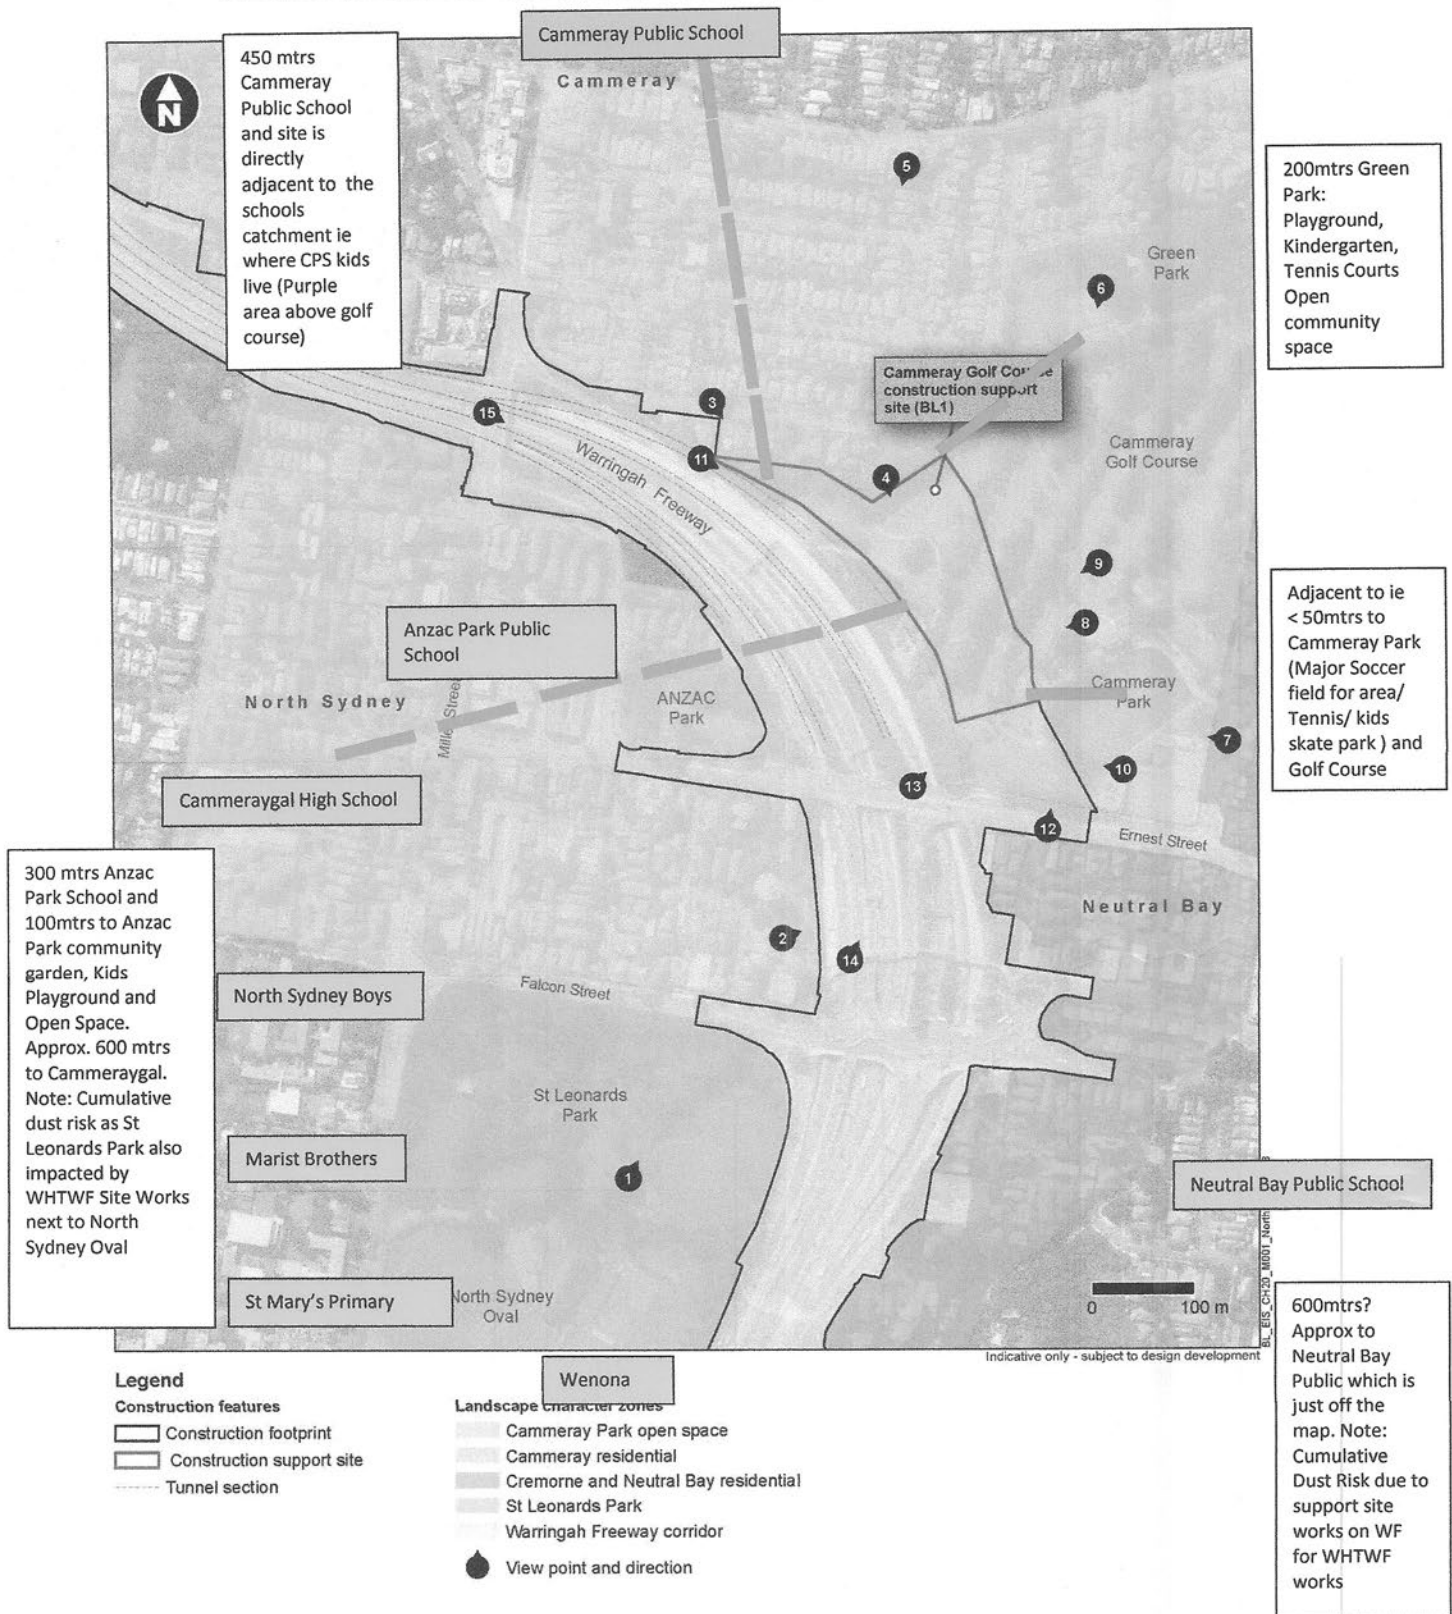 Cammeray Public School
450 mtrs
Cammeray
Public School
and site is
directly
adjacent to the
schools
catchment ie
where CPS kids
live (Purple
area above golf
course)
N
Cammeray
5
200mtrs Green
Park:
Playground,
Kindergarten,
Tennis Courts
Open
community
space
Green
Park
6
Cammeray Golf
construction support
site (BL1)
3
15
11
4
Warringah Freeway
Cammeray
Golf Course
9
8
Adjacent to ie
< 50mtrs to
Cammeray Park
(Major Soccer
field for area/
Tennis/ kids
skate park ) and
Golf Course
Anzac Park Public
School
North Sydney
ANZAC
Park
Cammeray
Park
7
10
13
12
Cammeraygal High School
Ernest Street
300 mtrs Anzac
Park School and
100mtrs to Anzac
Park community
garden, Kids
Playground and
Open Space.
Approx. 600 mtrs
to Cammeraygal.
Note: Cumulative
dust risk as St
Leonards Park also
impacted by
WHTWF Site Works
next to North
Sydney Oval
Neutral Bay
2
14
North Sydney Boys
Falcon Street
St Leonards
Park
Marist Brothers
1
Neutral Bay Public School
St Mary's Primary
North Sydney
Oval
0 100 m
BL_EIS_CH20_M001_North
Indicative only - subject to design development
600mtrs?
Approx to
Neutral Bay
Public which is
just off the
map. Note:
Cumulative
Dust Risk due to
support site
works on WF
for WHTWF
works
Wenona
Legend
Construction features
Construction footprint
Construction support site
Tunnel section
Landscape character zones
Cammeray Park open space
Cammeray residential
Cremorne and Neutral Bay residential
St Leonards Park
Warringah Freeway corridor
View point and direction